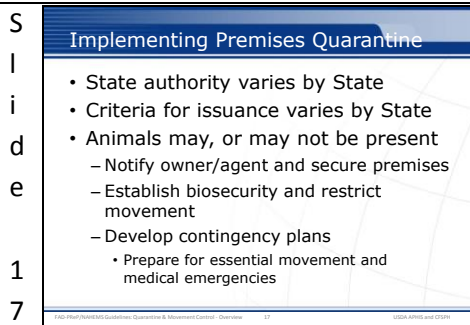 Slide 17
Implementing Premises Quarantine
• State authority varies by State
• Criteria for issuance varies by State
• Animals may, or may not be present
– Notify owner/agent and secure premises
– Establish biosecurity and restrict
movement
– Develop contingency plans
• Prepare for essential movement and
medical emergencies
FAD-PReP/NAHEMS Guidelines: Quarantine & Movement Control - Overview 17 USDA APHIS and CFSPH